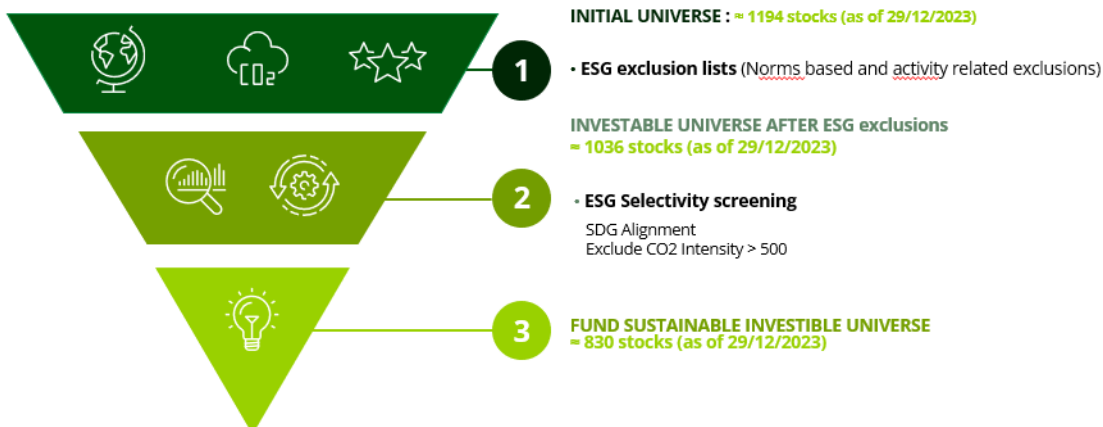 INITIAL UNIVERSE : ≈ 1194 stocks (as of 29/12/2023)
CO2
1
• ESG exclusion lists (Norms based and activity related exclusions)
INVESTABLE UNIVERSE AFTER ESG exclusions
≈ 1036 stocks (as of 29/12/2023)
2
• ESG Selectivity screening
SDG Alignment
Exclude CO2 Intensity > 500
3
FUND SUSTAINABLE INVESTIBLE UNIVERSE
≈ 830 stocks (as of 29/12/2023)